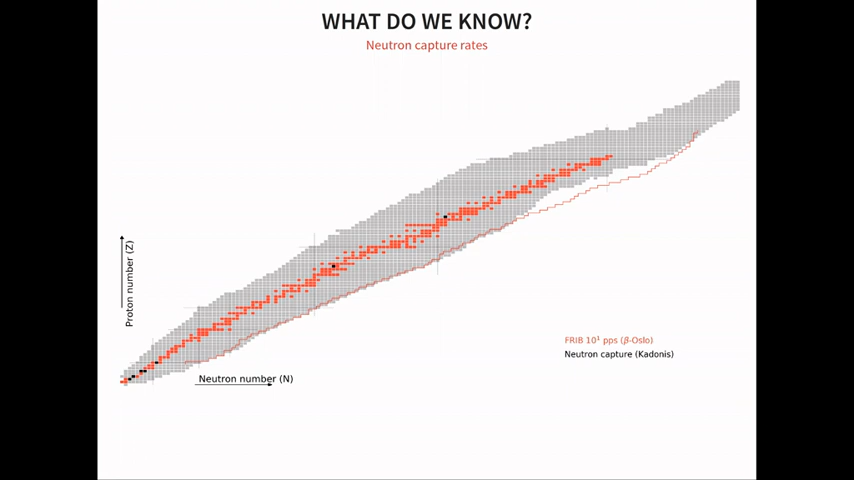 WHAT DO WE KNOW?
Neutron capture rates
Proton number (Z)
Neutron number (N)
FRIB 10¹ pps (β-Oslo)
Neutron capture (Kadonis)